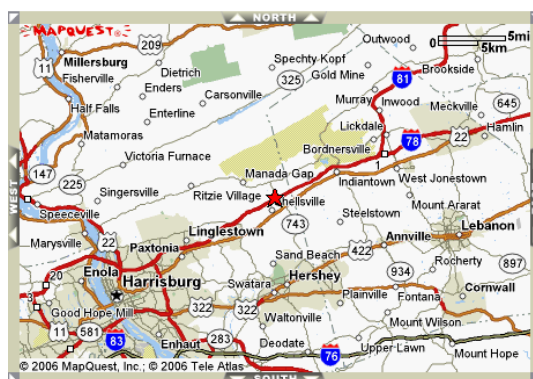 NORTH
MAPQUEST
209
Outwood
0 5mi
5km
11
Millersburg
Spechty Kopf
Fisherville
Dietrich
325
Gold Mine
81
Brookside
Enders
Carsonville
Murray
Inwood
Meckville
645
Half Falls
Enterline
Lickdale
78
22
Hamlin
Matamoras
Bordnersville
Victoria Furnace
1
147
225
Manada Gap
Indiantown
West Jonestown
WEST
Singersville
Ritzie Village
Shellsville
Mount Ararat
Speeceville
743
Steelstown
Lebanon
Marysville
22
Linglestown
Annville
Paxtonia
422
Sand Beach
Rocherty
897
20
Enola
Hershey
934
Harrisburg
Swatara
Cornwall
3
322
322
Plainville
Fontana
Good Hope Mill
Waltonville
Mount Wilson
11
581
83
Enhaut
283
Deodate
76
Upper Lawn
Mount Hope
© 2006 MapQuest, Inc.; © 2006 Tele Atlas
SOUTH